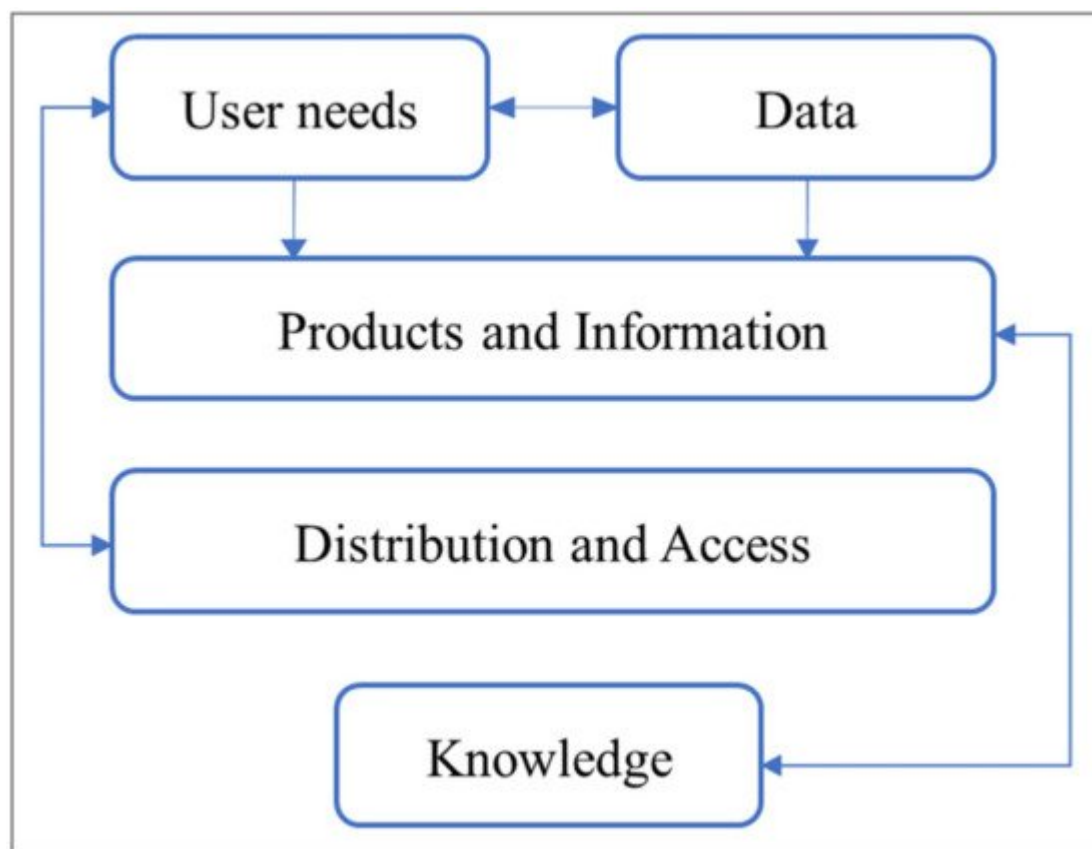 User needs
Data
Products and Information
Distribution and Access
Knowledge